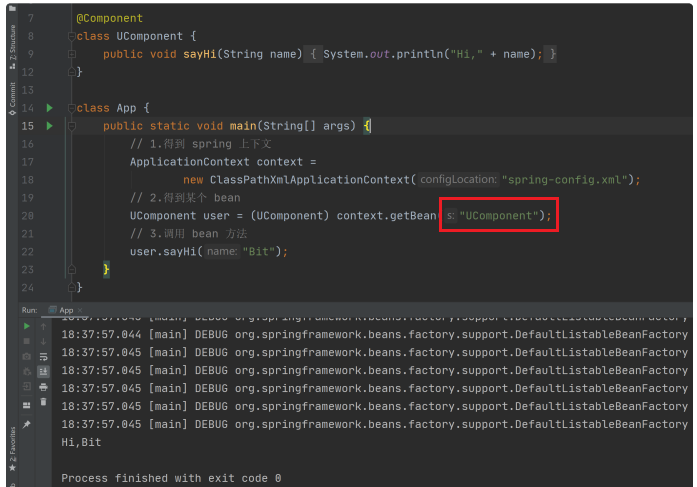 7 @Component
8 class UComponent {
9 public void sayHi(String name) { System.out.println("Hi," + name); }
12 }
13
14 class App {
15 public static void main(String[] args) {
16 // 1.得到 spring 上下文
17 ApplicationContext context =
18 new ClassPathXmlApplicationContext( configLocation: "spring-config.xml");
19 // 2.得到某个 bean
20 UComponent user = (UComponent) context.getBean( s: "UComponent");
21 // 3.调用 bean 方法
22 user.sayHi( name: "Bit");
23 }
24 }
Z: Structure
Commit
Run: App ×
18:37:57.044 [main] DEBUG org.springframework.beans.factory.support.DefaultListableBeanFactory
18:37:57.045 [main] DEBUG org.springframework.beans.factory.support.DefaultListableBeanFactory
18:37:57.045 [main] DEBUG org.springframework.beans.factory.support.DefaultListableBeanFactory
18:37:57.045 [main] DEBUG org.springframework.beans.factory.support.DefaultListableBeanFactory
18:37:57.045 [main] DEBUG org.springframework.beans.factory.support.DefaultListableBeanFactory
18:37:57.045 [main] DEBUG org.springframework.beans.factory.support.DefaultListableBeanFactory
Hi,Bit
Process finished with exit code 0
2: Favorites